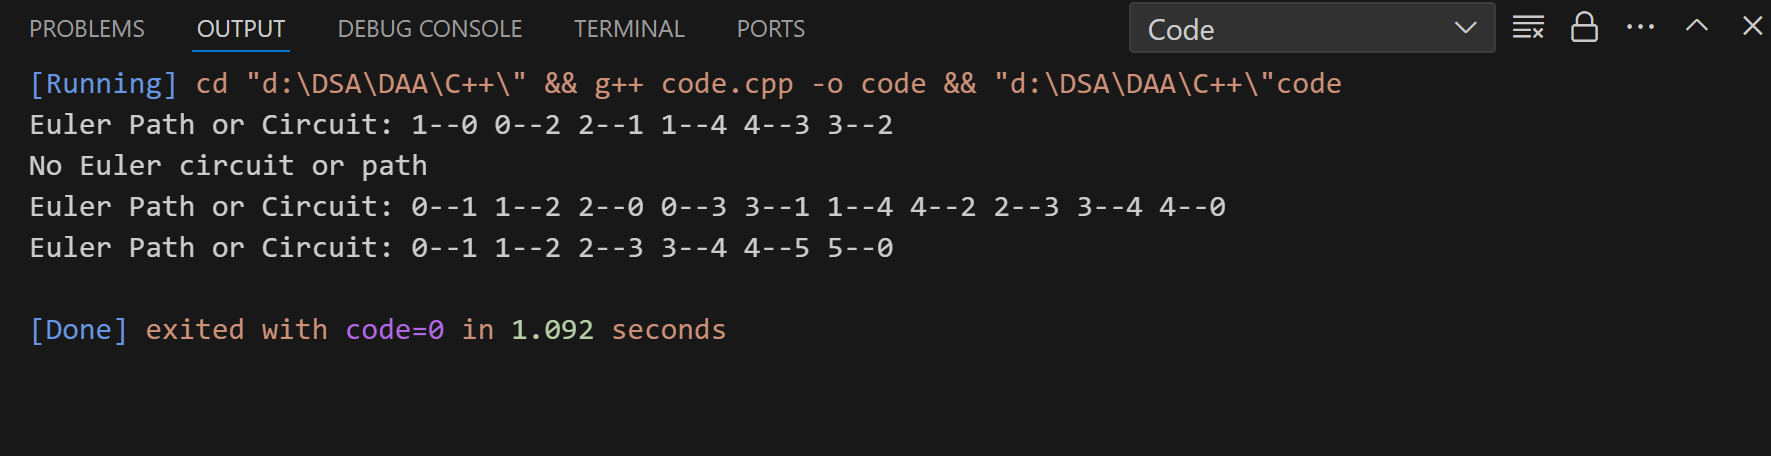 PROBLEMS OUTPUT DEBUG CONSOLE TERMINAL PORTS Code
[Running] cd "d:\DSA\DAA\C++\" && g++ code.cpp -o code && "d:\DSA\DAA\C++\"code
Euler Path or Circuit: 1--0 0--2 2--1 1--4 4--3 3--2
No Euler circuit or path
Euler Path or Circuit: 0--1 1--2 2--0 0--3 3--1 1--4 4--2 2--3 3--4 4--0
Euler Path or Circuit: 0--1 1--2 2--3 3--4 4--5 5--0
[Done] exited with code=0 in 1.092 seconds